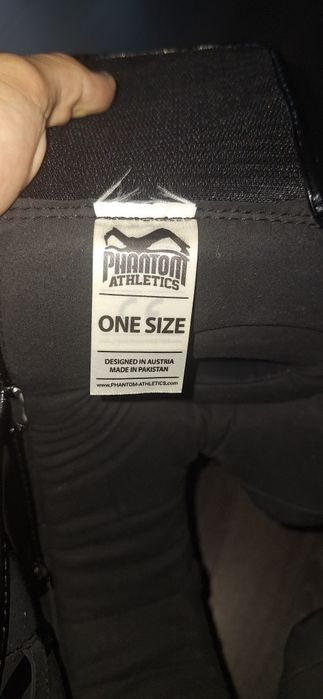 PHANTOM
ATHLETICS
ONE SIZE
DESIGNED IN AUSTRIA
MADE IN PAKISTAN
www.PHANTOM-ATHLETICS.com